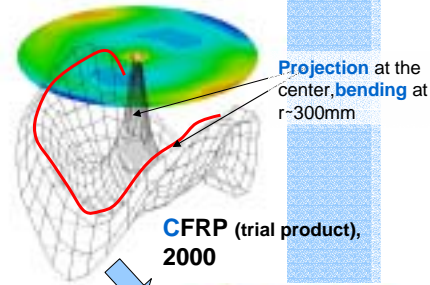 Projection at the
center,bending at
r~300mm
CFRP (trial product),
2000